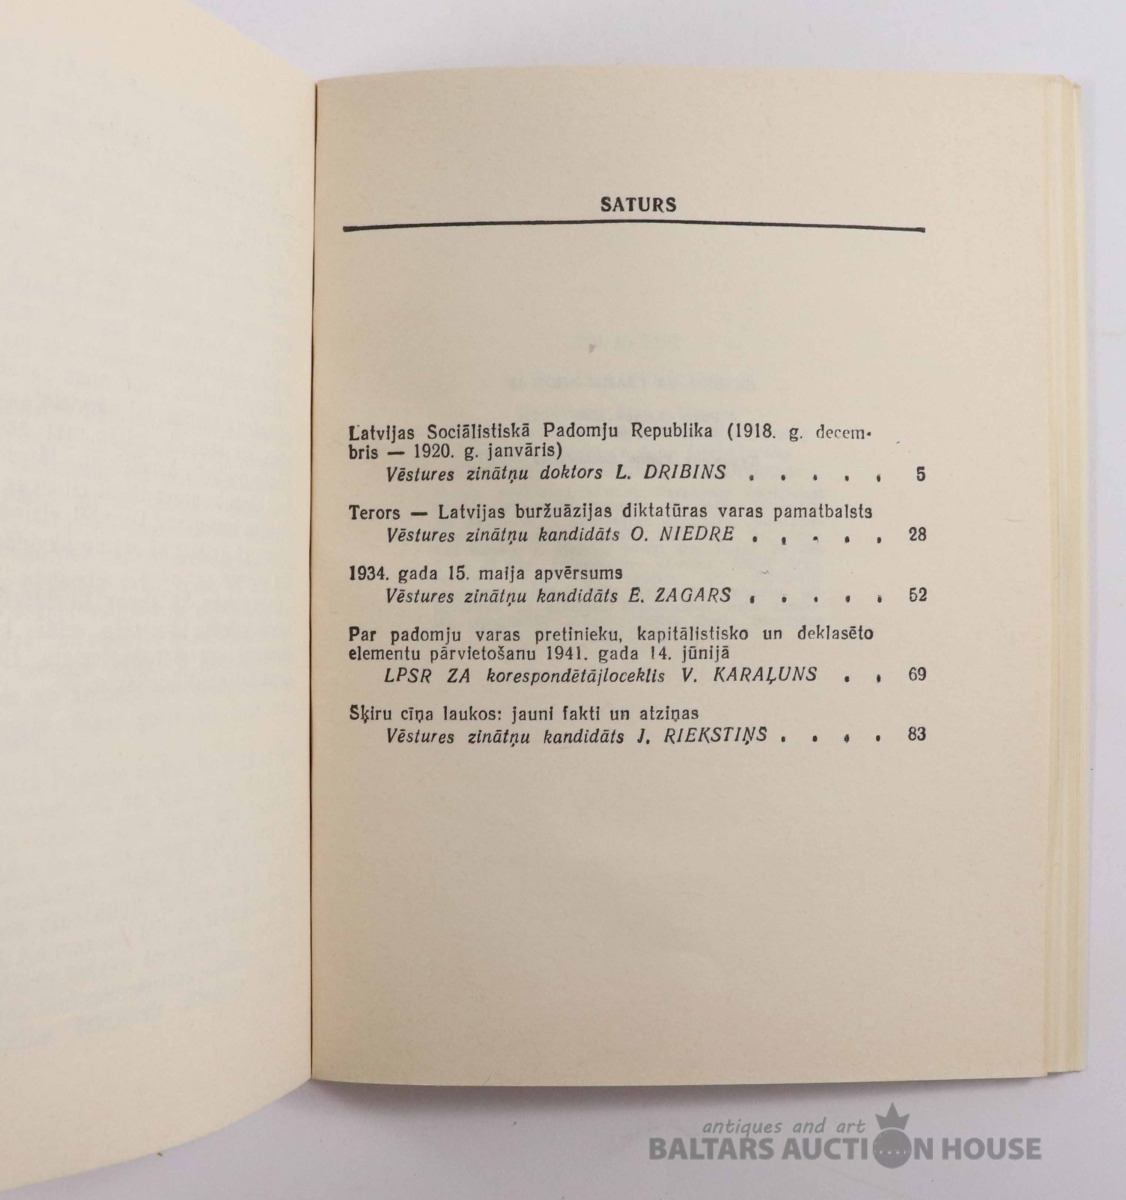 SATURS
Latvijas Sociālistiskā Padomju Republika (1918. g. decem-
bris — 1920. g. janvāris)
Vēstures zinātņu doktors L. DRIBINS . . . . . 5
Terors — Latvijas buržuāzijas diktatūras varas pamatbalsts
Vēstures zinātņu kandidāts O. NIEDRE . . . . . 28
1934. gada 15. maija apvērsums
Vēstures zinātņu kandidāts E. ZAGARS . . . . . 52
Par padomju varas pretinieku, kapitālistisko un deklasēto
elementu pārvietošanu 1941. gada 14. jūnijā
LPSR ZA korespondētājloceklis V. KARAĻUNS . . 69
Šķiru cīņa laukos: jauni fakti un atziņas
Vēstures zinātņu kandidāts J. RIEKSTIŅS . . . . 83
antiques and art
BALTARS AUCTION HOUSE